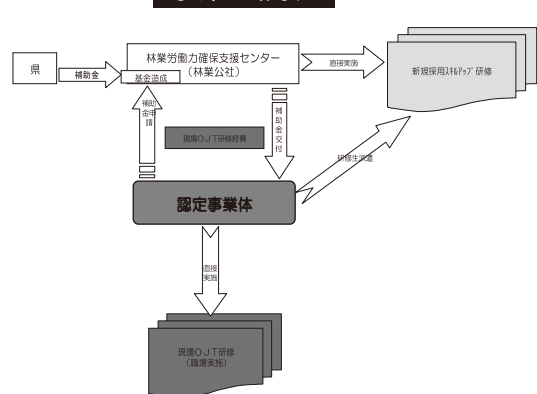 林業労働力確保支援センター
（林業公社）
県
補助金
基金造成
直接実施
新規採用ｽｷﾙｱｯﾌﾟ研修
補助
金申
請
現場ＯＪＴ研修経費
補
助
金
交
付
研修生派遣
認定事業体
直接
実施
現場ＯＪＴ研修
（職場実施）